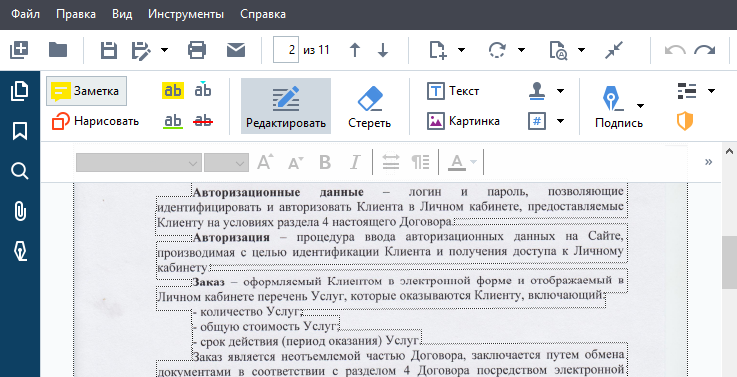 Файл Правка Вид Инструменты Справка
2 из 11
Заметка ab ab Редактировать Стереть Текст Подпись
Нарисовать ab ab Картинка #
A A B I A »
Авторизационные данные – логин и пароль, позволяющие
идентифицировать и авторизовать Клиента в Личном кабинете, предоставляемые
Клиенту на условиях раздела 4 настоящего Договора.
Авторизация – процедура ввода авторизационных данных на Сайте,
производимая с целью идентификации Клиента и получения доступа к Личному
кабинету.
Заказ – оформляемый Клиентом в электронной форме и отображаемый в
Личном кабинете перечень Услуг, которые оказываются Клиенту, включающий:
- количество Услуг;
- общую стоимость Услуг;
- срок действия (период оказания) Услуг.
Заказ является неотъемлемой частью Договора, заключается путем обмена
документами в соответствии с разделом 4 Договора посредством электронной